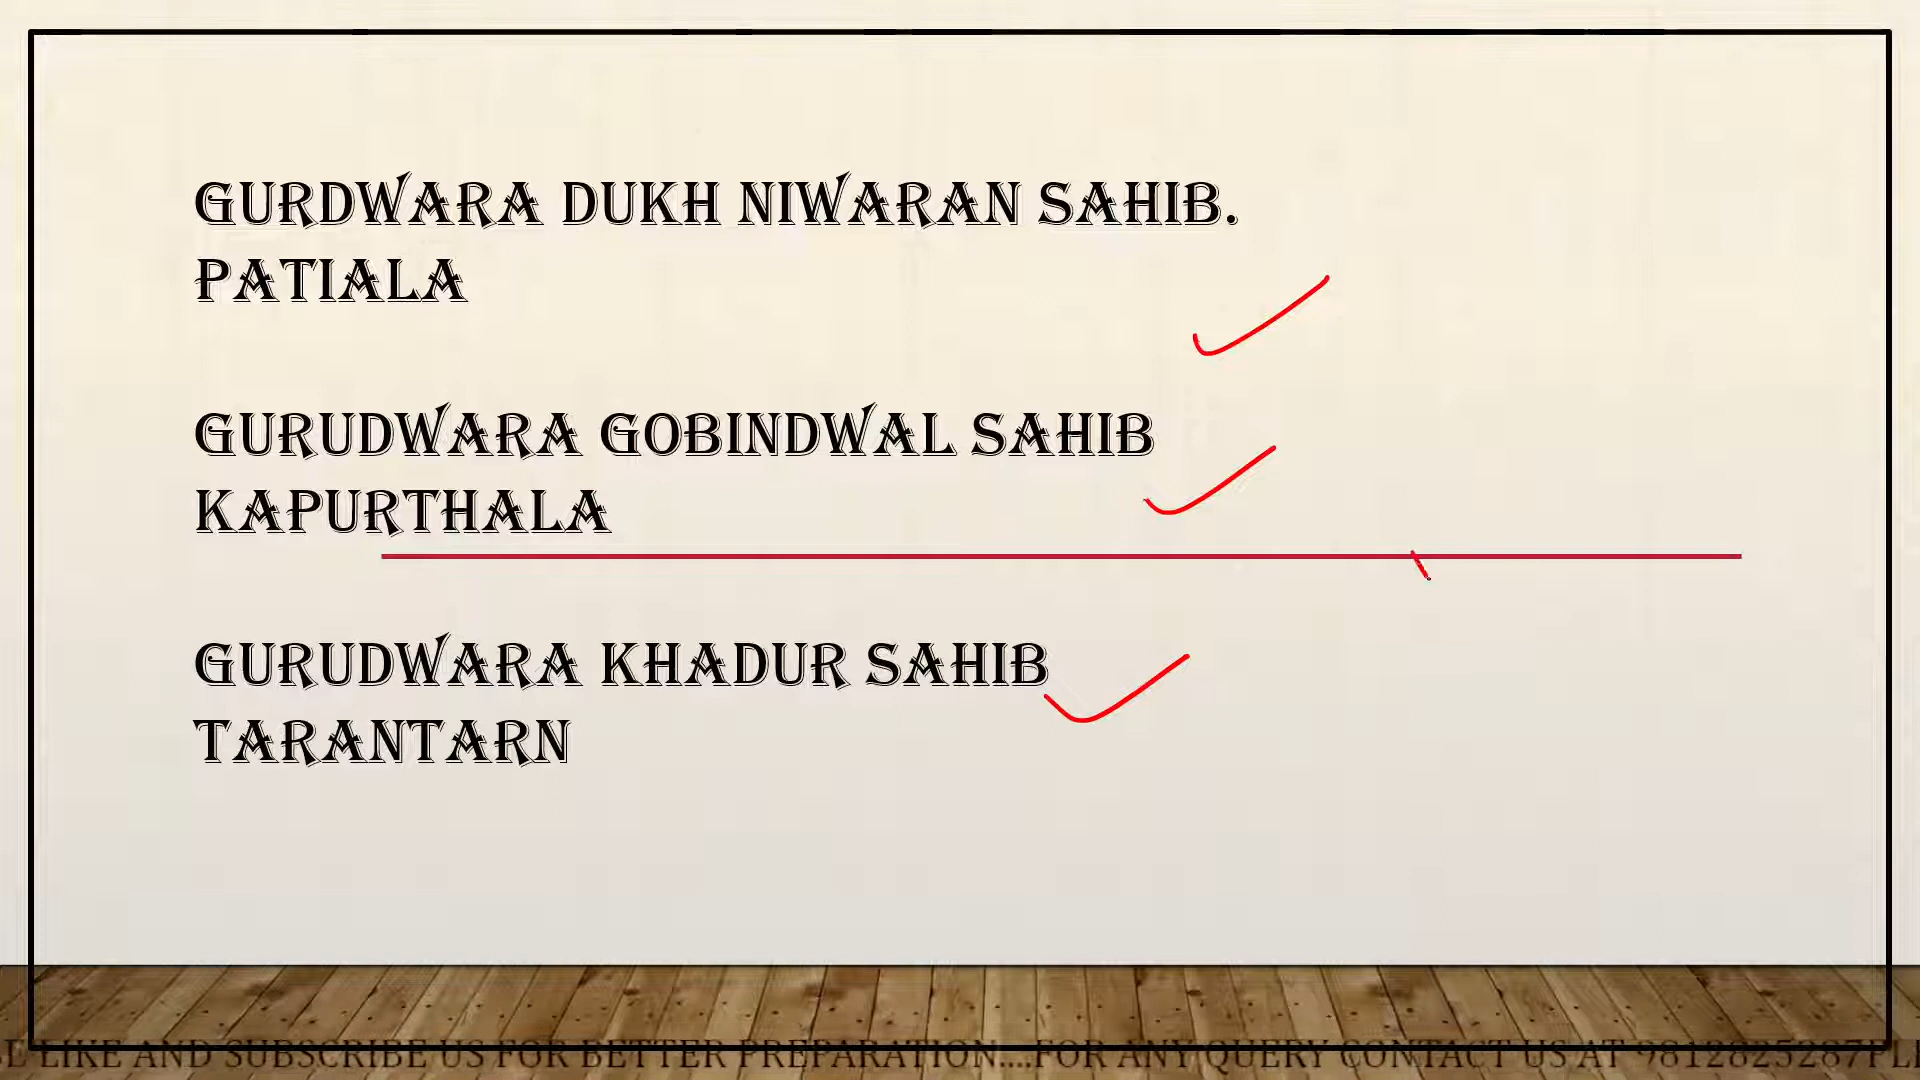 GURDWARA DUKH NIWARAN SAHIB.
PATIALA
GURUDWARA GOBINDWAL SAHIB
KAPURTHALA
GURUDWARA KHADUR SAHIB
TARANTARN
E LIKE AND SUBSCRIBE US FOR BETTER PREPARATION....FOR ANY QUERY CONTACT US AT 9812825287PL